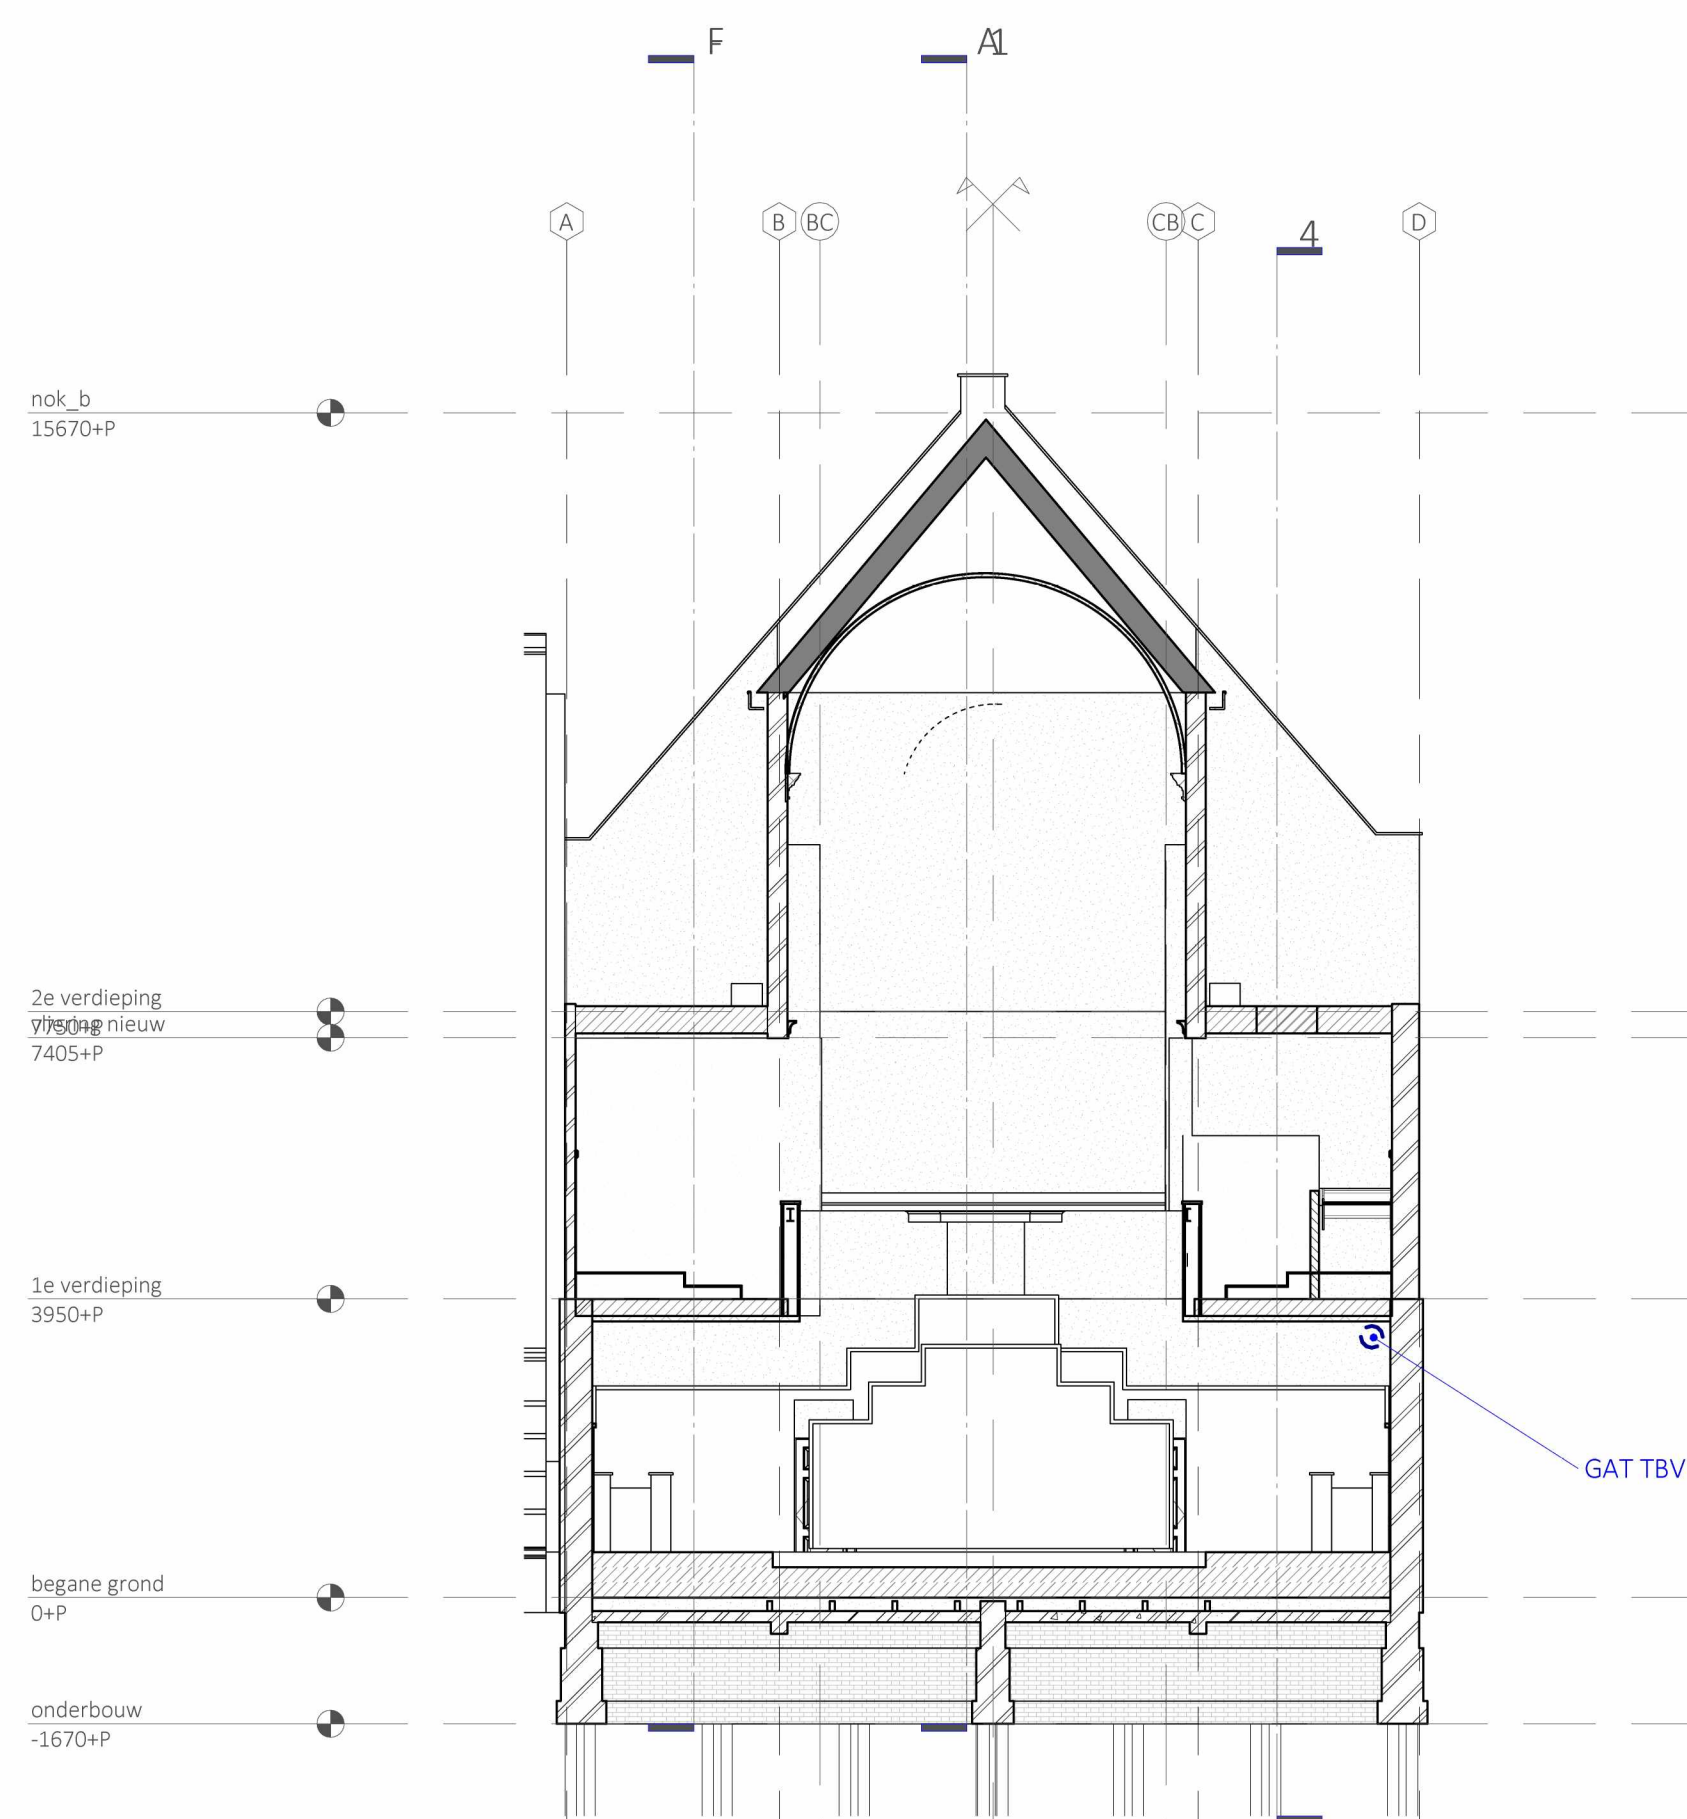 F
A1
A
B
BC
CB
C
4
D
nok_b
15670+P
2e verdieping
vliering nieuw
7405+P
1e verdieping
3950+P
GAT TBV
begane grond
0+P
onderbouw
-1670+P